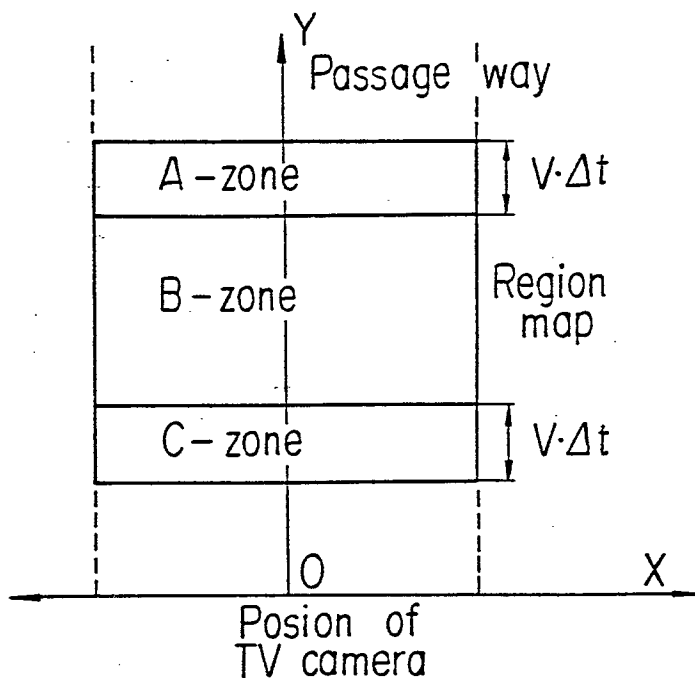 Y
Passage way
A-zone
V·Δt
B-zone
Region
map
C-zone
V·Δt
O
X
Posion of
TV camera